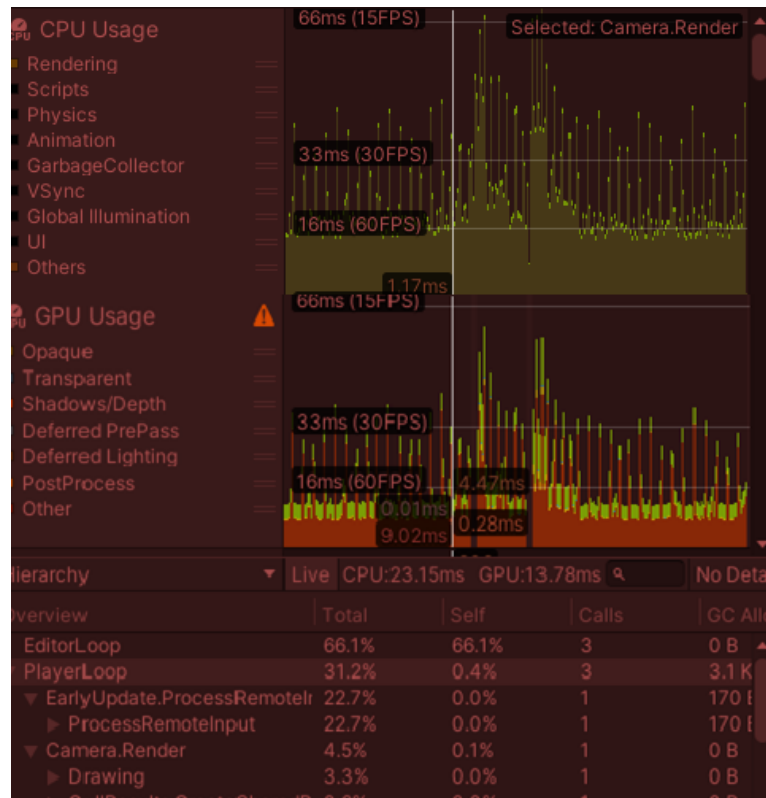 CPU Usage
Rendering
Scripts
Physics
Animation
GarbageCollector
VSync
Global Illumination
UI
Others
66ms (15FPS)
Selected: Camera.Render
33ms (30FPS)
16ms (60FPS)
1.17ms
GPU Usage
Opaque
Transparent
Shadows/Depth
Deferred PrePass
Deferred Lighting
PostProcess
Other
66ms (15FPS)
33ms (30FPS)
16ms (60FPS)
4.47ms
0.01ms
0.28ms
9.02ms
Hierarchy Live CPU:23.15ms GPU:13.78ms No Deta
Overview Total Self Calls GC All
EditorLoop 66.1% 66.1% 3 0 B
PlayerLoop 31.2% 0.4% 3 3.1 K
EarlyUpdate.ProcessRemoteIn 22.7% 0.0% 1 170 B
ProcessRemoteInput 22.7% 0.0% 1 170 B
Camera.Render 4.5% 0.1% 1 0 B
Drawing 3.3% 0.0% 1 0 B